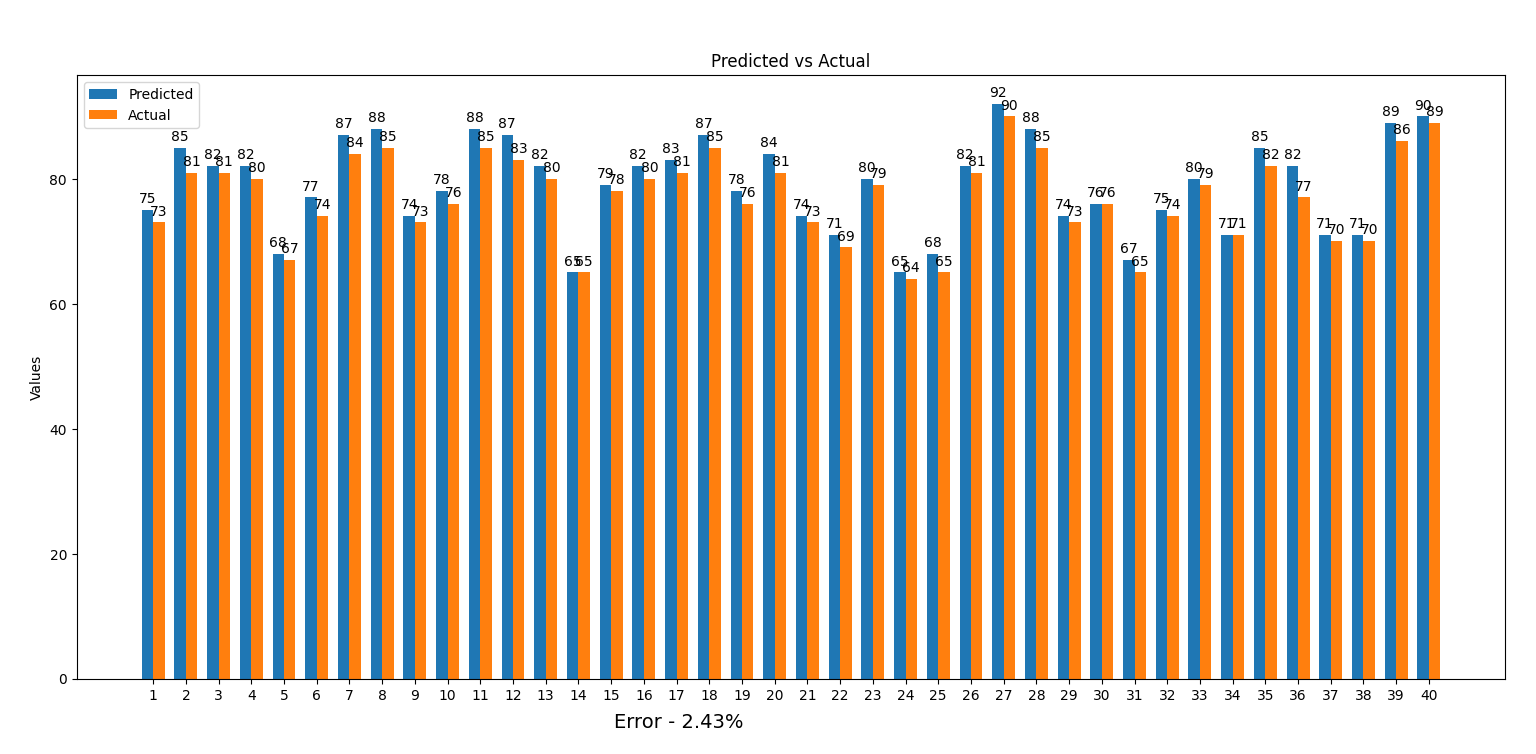 Predicted vs Actual
Predicted
Actual
75 73 85 81 82 81 82 80 68 67 77 74 87 84 88 85 74 73 78 76 88 85 87 83 82 80 65 65 79 78 82 80 83 81 87 85 78 76 84 81 74 73 71 69 80 79 65 64 68 65 82 81 92 90 88 85 74 73 76 76 67 65 75 74 80 79 71 71 85 82 82 77 71 70 71 70 89 86 90 89
80
60
40
20
0
Values
1 2 3 4 5 6 7 8 9 10 11 12 13 14 15 16 17 18 19 20 21 22 23 24 25 26 27 28 29 30 31 32 33 34 35 36 37 38 39 40
Error - 2.43%